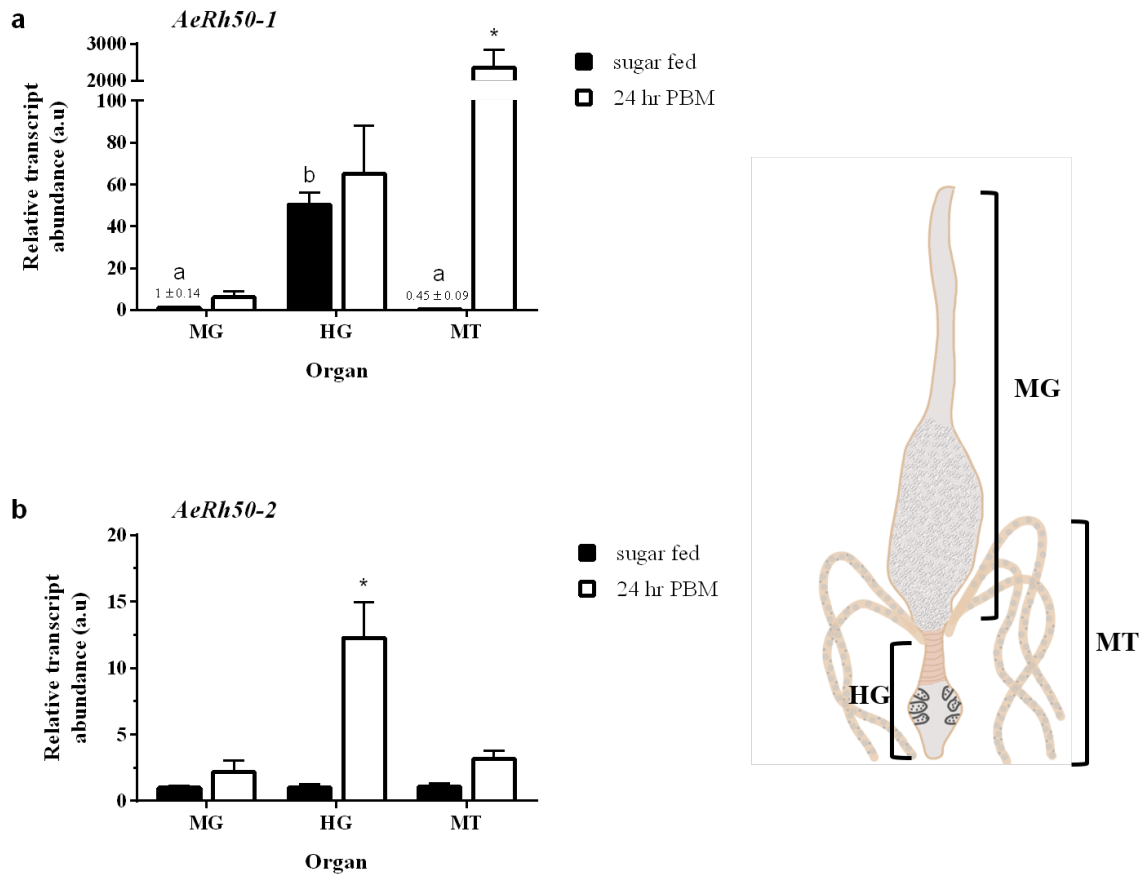 a
AeRh50-1
Relative transcript
abundance (a.u)
3000
2000
100
80
60
40
20
0
a
1 ± 0.14
b
a
0.45 ± 0.09
*
MG
HG
MT
Organ
sugar fed
24 hr PBM
b
AeRh50-2
Relative transcript
abundance (a.u)
20
15
10
5
0
*
MG
HG
MT
Organ
sugar fed
24 hr PBM
MG
MT
HG